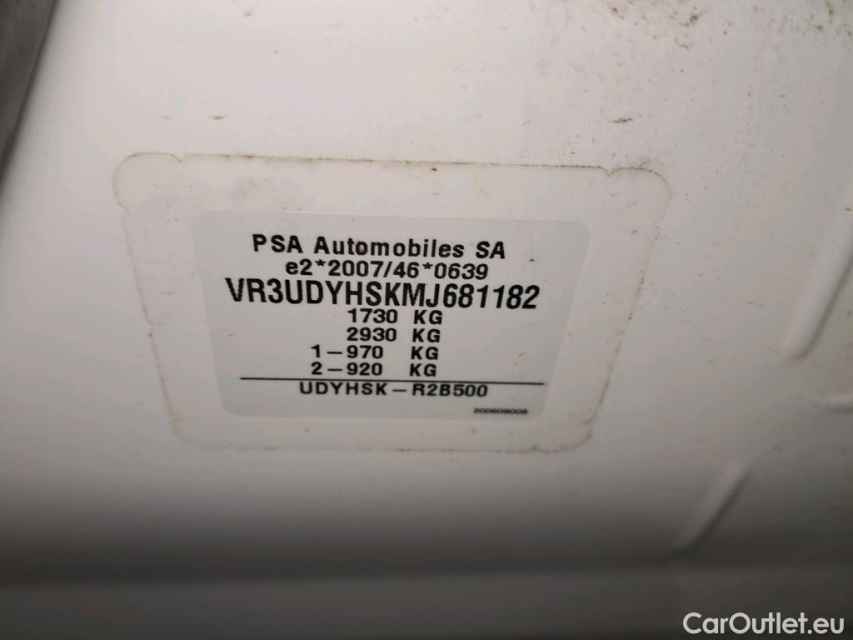 PSA Automobiles SA
e2*2007/46*0639
VR3UDYHSKMJ681182
1730 KG
2930 KG
1-970 KG
2-920 KG
UDYHSK-R2B500
CarOutlet.eu